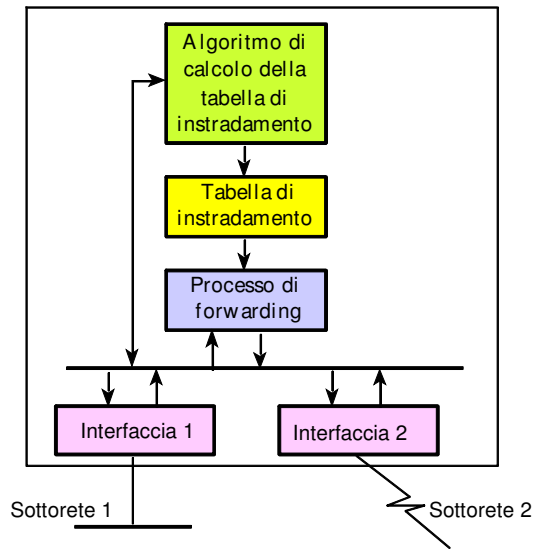 Algoritmo di
calcolo della
tabella di
instradamento
Tabella di
instradamento
Processo di
forwarding
Interfaccia 1
Interfaccia 2
Sottorete 1
Sottorete 2